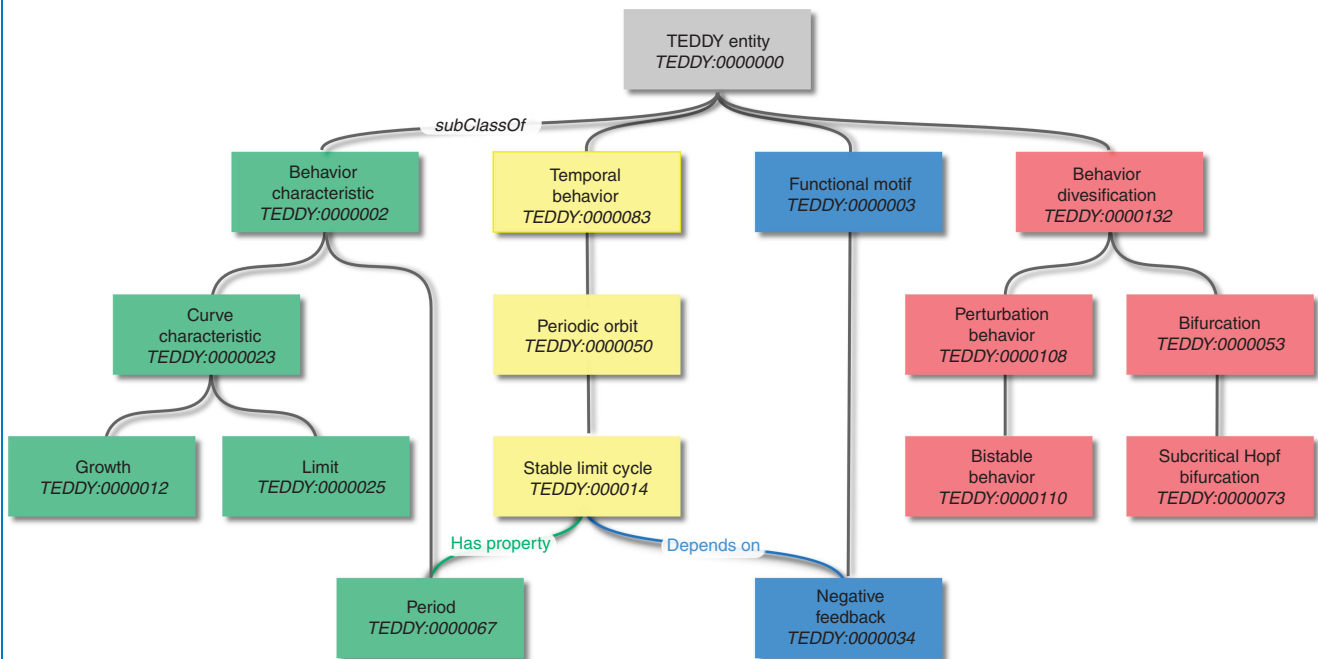 TEDDY entity
TEDDY:0000000
subClassOf
Behavior
characteristic
TEDDY:0000002
Temporal
behavior
TEDDY:0000083
Functional motif
TEDDY:0000003
Behavior
divesification
TEDDY:0000132
Curve
characteristic
TEDDY:0000023
Periodic orbit
TEDDY:0000050
Perturbation
behavior
TEDDY:0000108
Bifurcation
TEDDY:0000053
Growth
TEDDY:0000012
Limit
TEDDY:0000025
Stable limit cycle
TEDDY:000014
Bistable
behavior
TEDDY:0000110
Subcritical Hopf
bifurcation
TEDDY:0000073
Has property
Depends on
Period
TEDDY:0000067
Negative
feedback
TEDDY:0000034